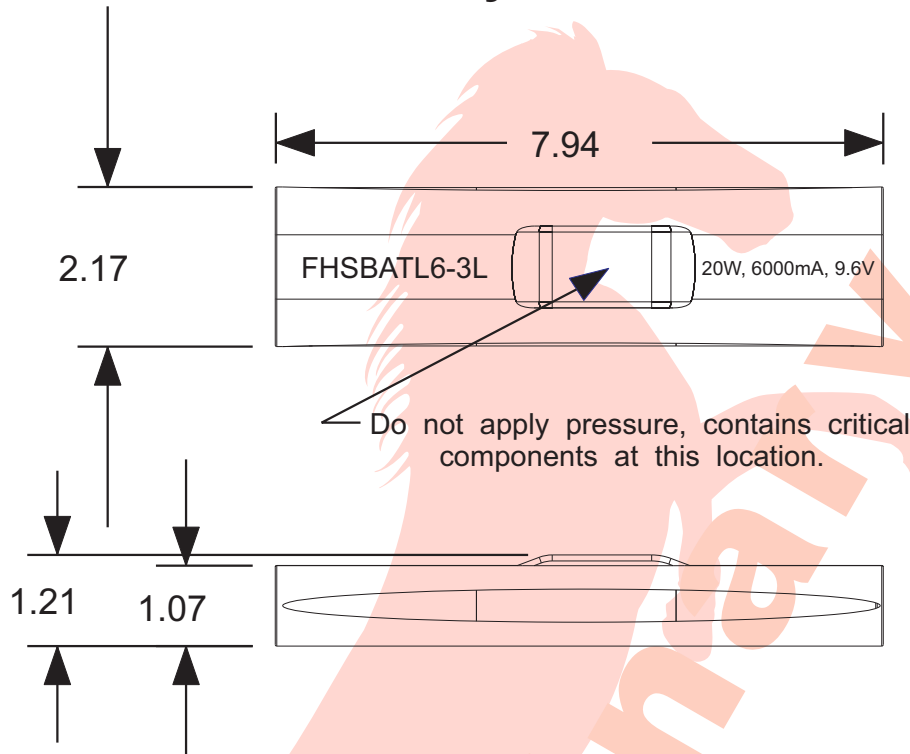 7.94
2.17
FHSBATL6-3L
20W, 6000mA, 9.6V
Do not apply pressure, contains critical
components at this location.
1.21
1.07